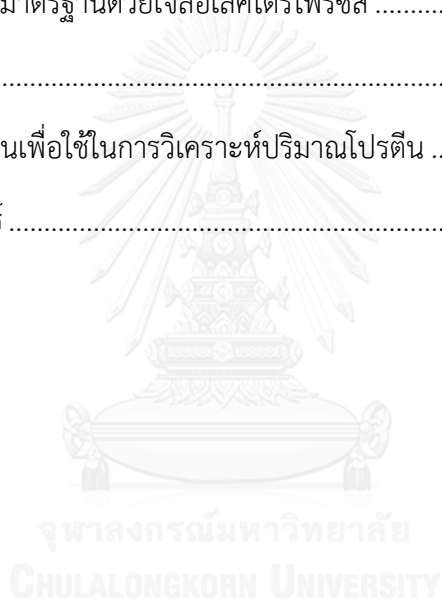 มาตรฐานด้วยเจลอิเล็คโตรโฟรซีส ..........
................................................................
นเพื่อใช้ในการวิเคราะห์ปริมาณโปรตีน ..
................................................................
จุฬาลงกรณ์มหาวิทยาลัย
CHULALONGKORN UNIVERSITY